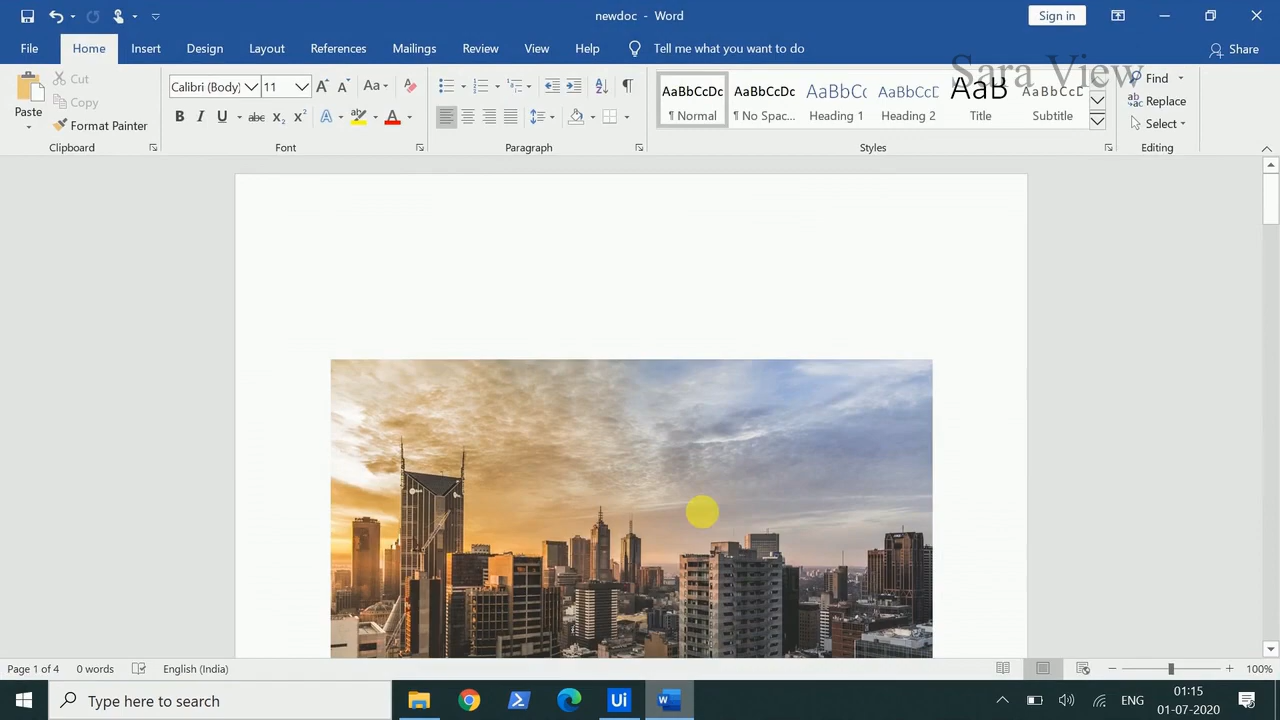 newdoc - Word
Sign in
File Home Insert Design Layout References Mailings Review View Help Tell me what you want to do Share
Sara View
Paste
Cut
Copy
Format Painter
Clipboard
Calibri (Body) 11
Font
Paragraph
AaBbCcDc AaBbCcDc AaBbCc AaBbCcD AaB AaBbCcD
¶ Normal ¶ No Spac... Heading 1 Heading 2 Title Subtitle
Styles
Find
Replace
Select
Editing
Page 1 of 4 0 words English (India) 100%
Type here to search
Ui
ENG
01:15
01-07-2020